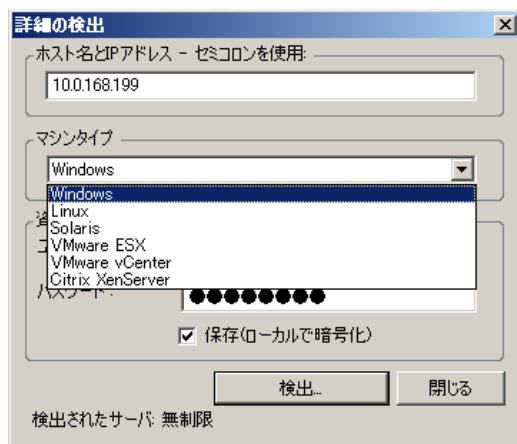 詳細の検出
ホスト名とIPアドレス - セミコロンを使用:
10.0.168.199
マシンタイプ
Windows
Windows
Linux
Solaris
VMware ESX
VMware vCenter
Citrix XenServer
パスワード:
●●●●●●●●
保存(ローカルで暗号化)
検出...
閉じる
検出されたサーバ: 無制限